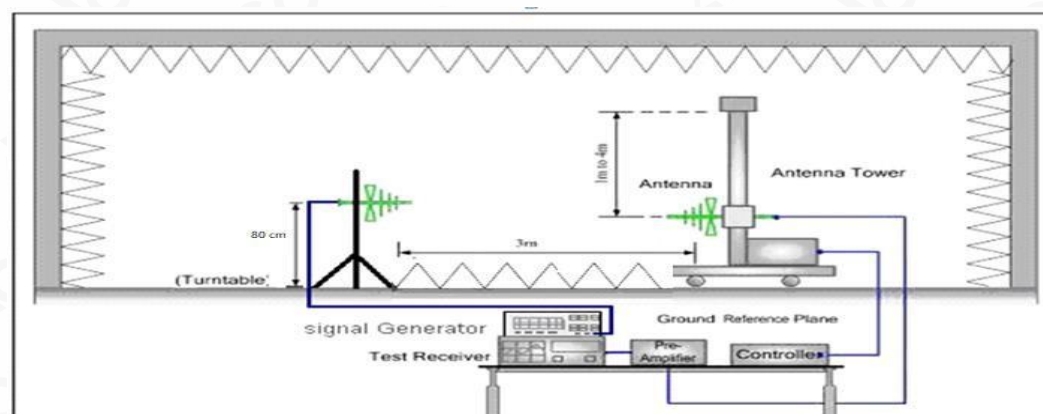 1m to 4m
Antenna Tower
Antenna
80 cm
3m
(Turntable)
Ground Reference Plane
signal Generator
Test Receiver
Pre-
Amplifier
Controller